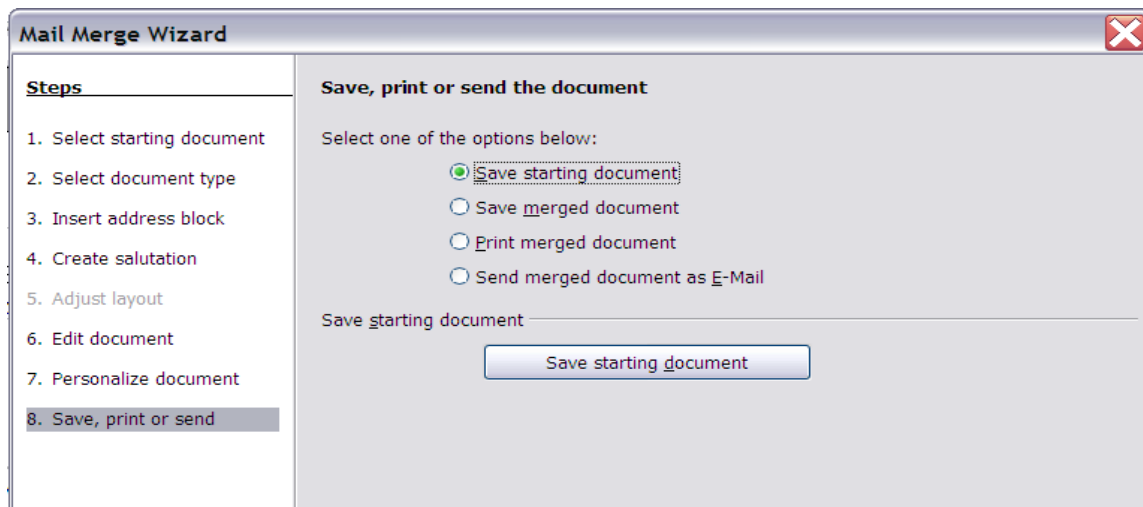 Mail Merge Wizard
Steps
1. Select starting document
2. Select document type
3. Insert address block
4. Create salutation
5. Adjust layout
6. Edit document
7. Personalize document
8. Save, print or send
Save, print or send the document
Select one of the options below:
Save starting document
Save merged document
Print merged document
Send merged document as E-Mail
Save starting document
Save starting document